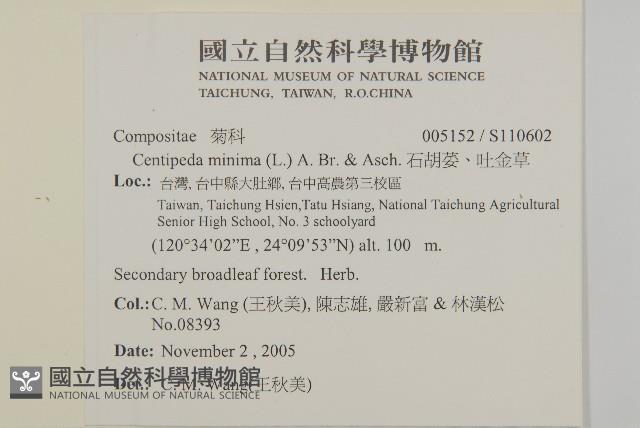 國立自然科學博物館
NATIONAL MUSEUM OF NATURAL SCIENCE
TAICHUNG, TAIWAN, R.O.CHINA
Compositae 菊科 005152 / S110602
Centipeda minima (L.) A. Br. & Asch. 石胡荽、吐金草
Loc.: 台灣, 台中縣大肚鄉, 台中高農第三校區
Taiwan, Taichung Hsien,Tatu Hsiang, National Taichung Agricultural
Senior High School, No. 3 schoolyard
(120°34’02”E , 24°09’53”N) alt. 100 m.
Secondary broadleaf forest. Herb.
Col.:C. M. Wang (王秋美), 陳志雄, 嚴新富 & 林漢松
No.08393
Date: November 2 , 2005
Det.: C. M. Wang(王秋美)
國立自然科學博物館
NATIONAL MUSEUM OF NATURAL SCIENCE